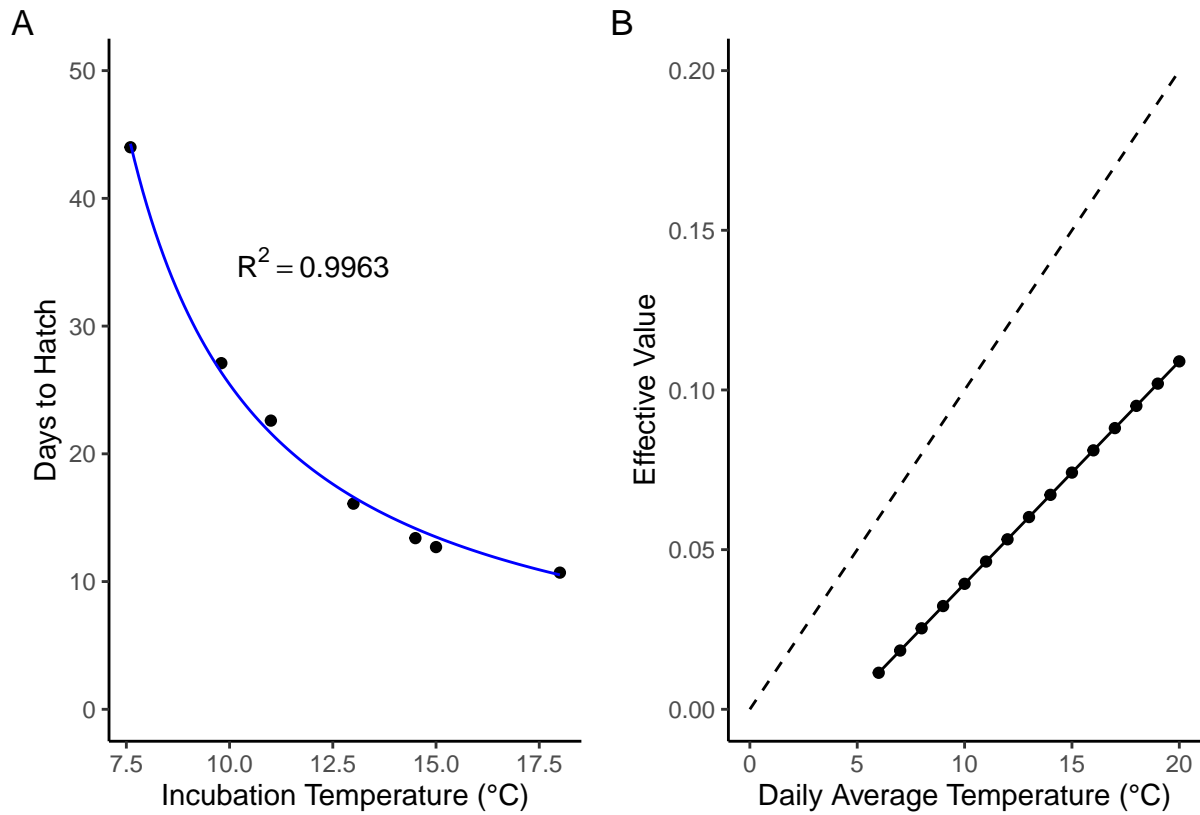 A
50
40
30
20
10
0
Days to Hatch
R² = 0.9963
7.5 10.0 12.5 15.0 17.5
Incubation Temperature (°C)
B
0.20
0.15
0.10
0.05
0.00
Effective Value
0 5 10 15 20
Daily Average Temperature (°C)